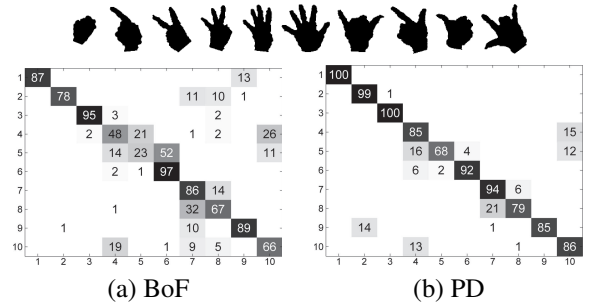 1 87 13
2 78 11 10 1
3 95 3 2
4 2 48 21 1 2 26
5 14 23 52 11
6 2 1 97
7 86 14
8 1 32 67
9 1 10 89
10 19 1 9 5 66
1 2 3 4 5 6 7 8 9 10
(a) BoF
1 100
2 99 1
3 100
4 85 15
5 16 68 4 12
6 6 2 92
7 94 6
8 21 79
9 14 1 85
10 13 1 86
1 2 3 4 5 6 7 8 9 10
(b) PD